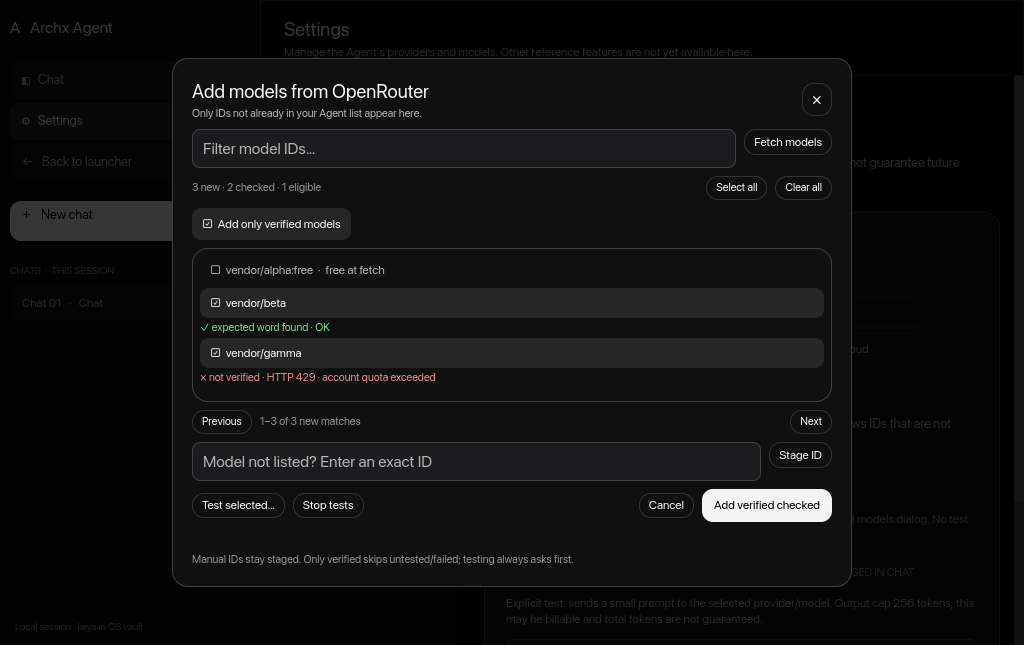 A Archx Agent
Settings
Manage the Agent's providers and models. Other reference features are not yet available here.
Chat
Settings
← Back to launcher
+ New chat
CHATS · THIS SESSION
Chat 01 · Chat
Local session · keys in OS vault
Add models from OpenRouter
×
Only IDs not already in your Agent list appear here.
Filter model IDs...
Fetch models
3 new · 2 checked · 1 eligible
Select all
Clear all
Add only verified models
vendor/alpha:free · free at fetch
vendor/beta
✓ expected word found · OK
vendor/gamma
× not verified · HTTP 429 · account quota exceeded
Previous
1–3 of 3 new matches
Next
Model not listed? Enter an exact ID
Stage ID
Test selected...
Stop tests
Cancel
Add verified checked
Manual IDs stay staged. Only verified skips untested/failed; testing always asks first.
not guarantee future
oud
ws IDs that are not
d models dialog. No test
GED IN CHAT
Explicit test: sends a small prompt to the selected provider/model. Output cap 256 tokens; this
may be billable and total tokens are not guaranteed.